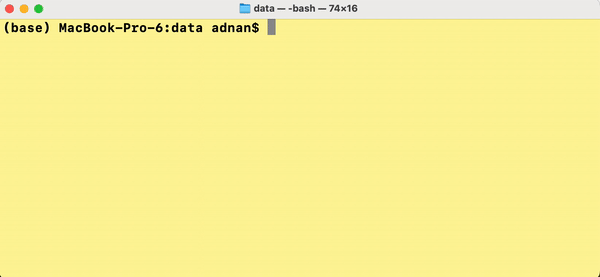 data — -bash — 74×16
(base) MacBook-Pro-6:data adnan$